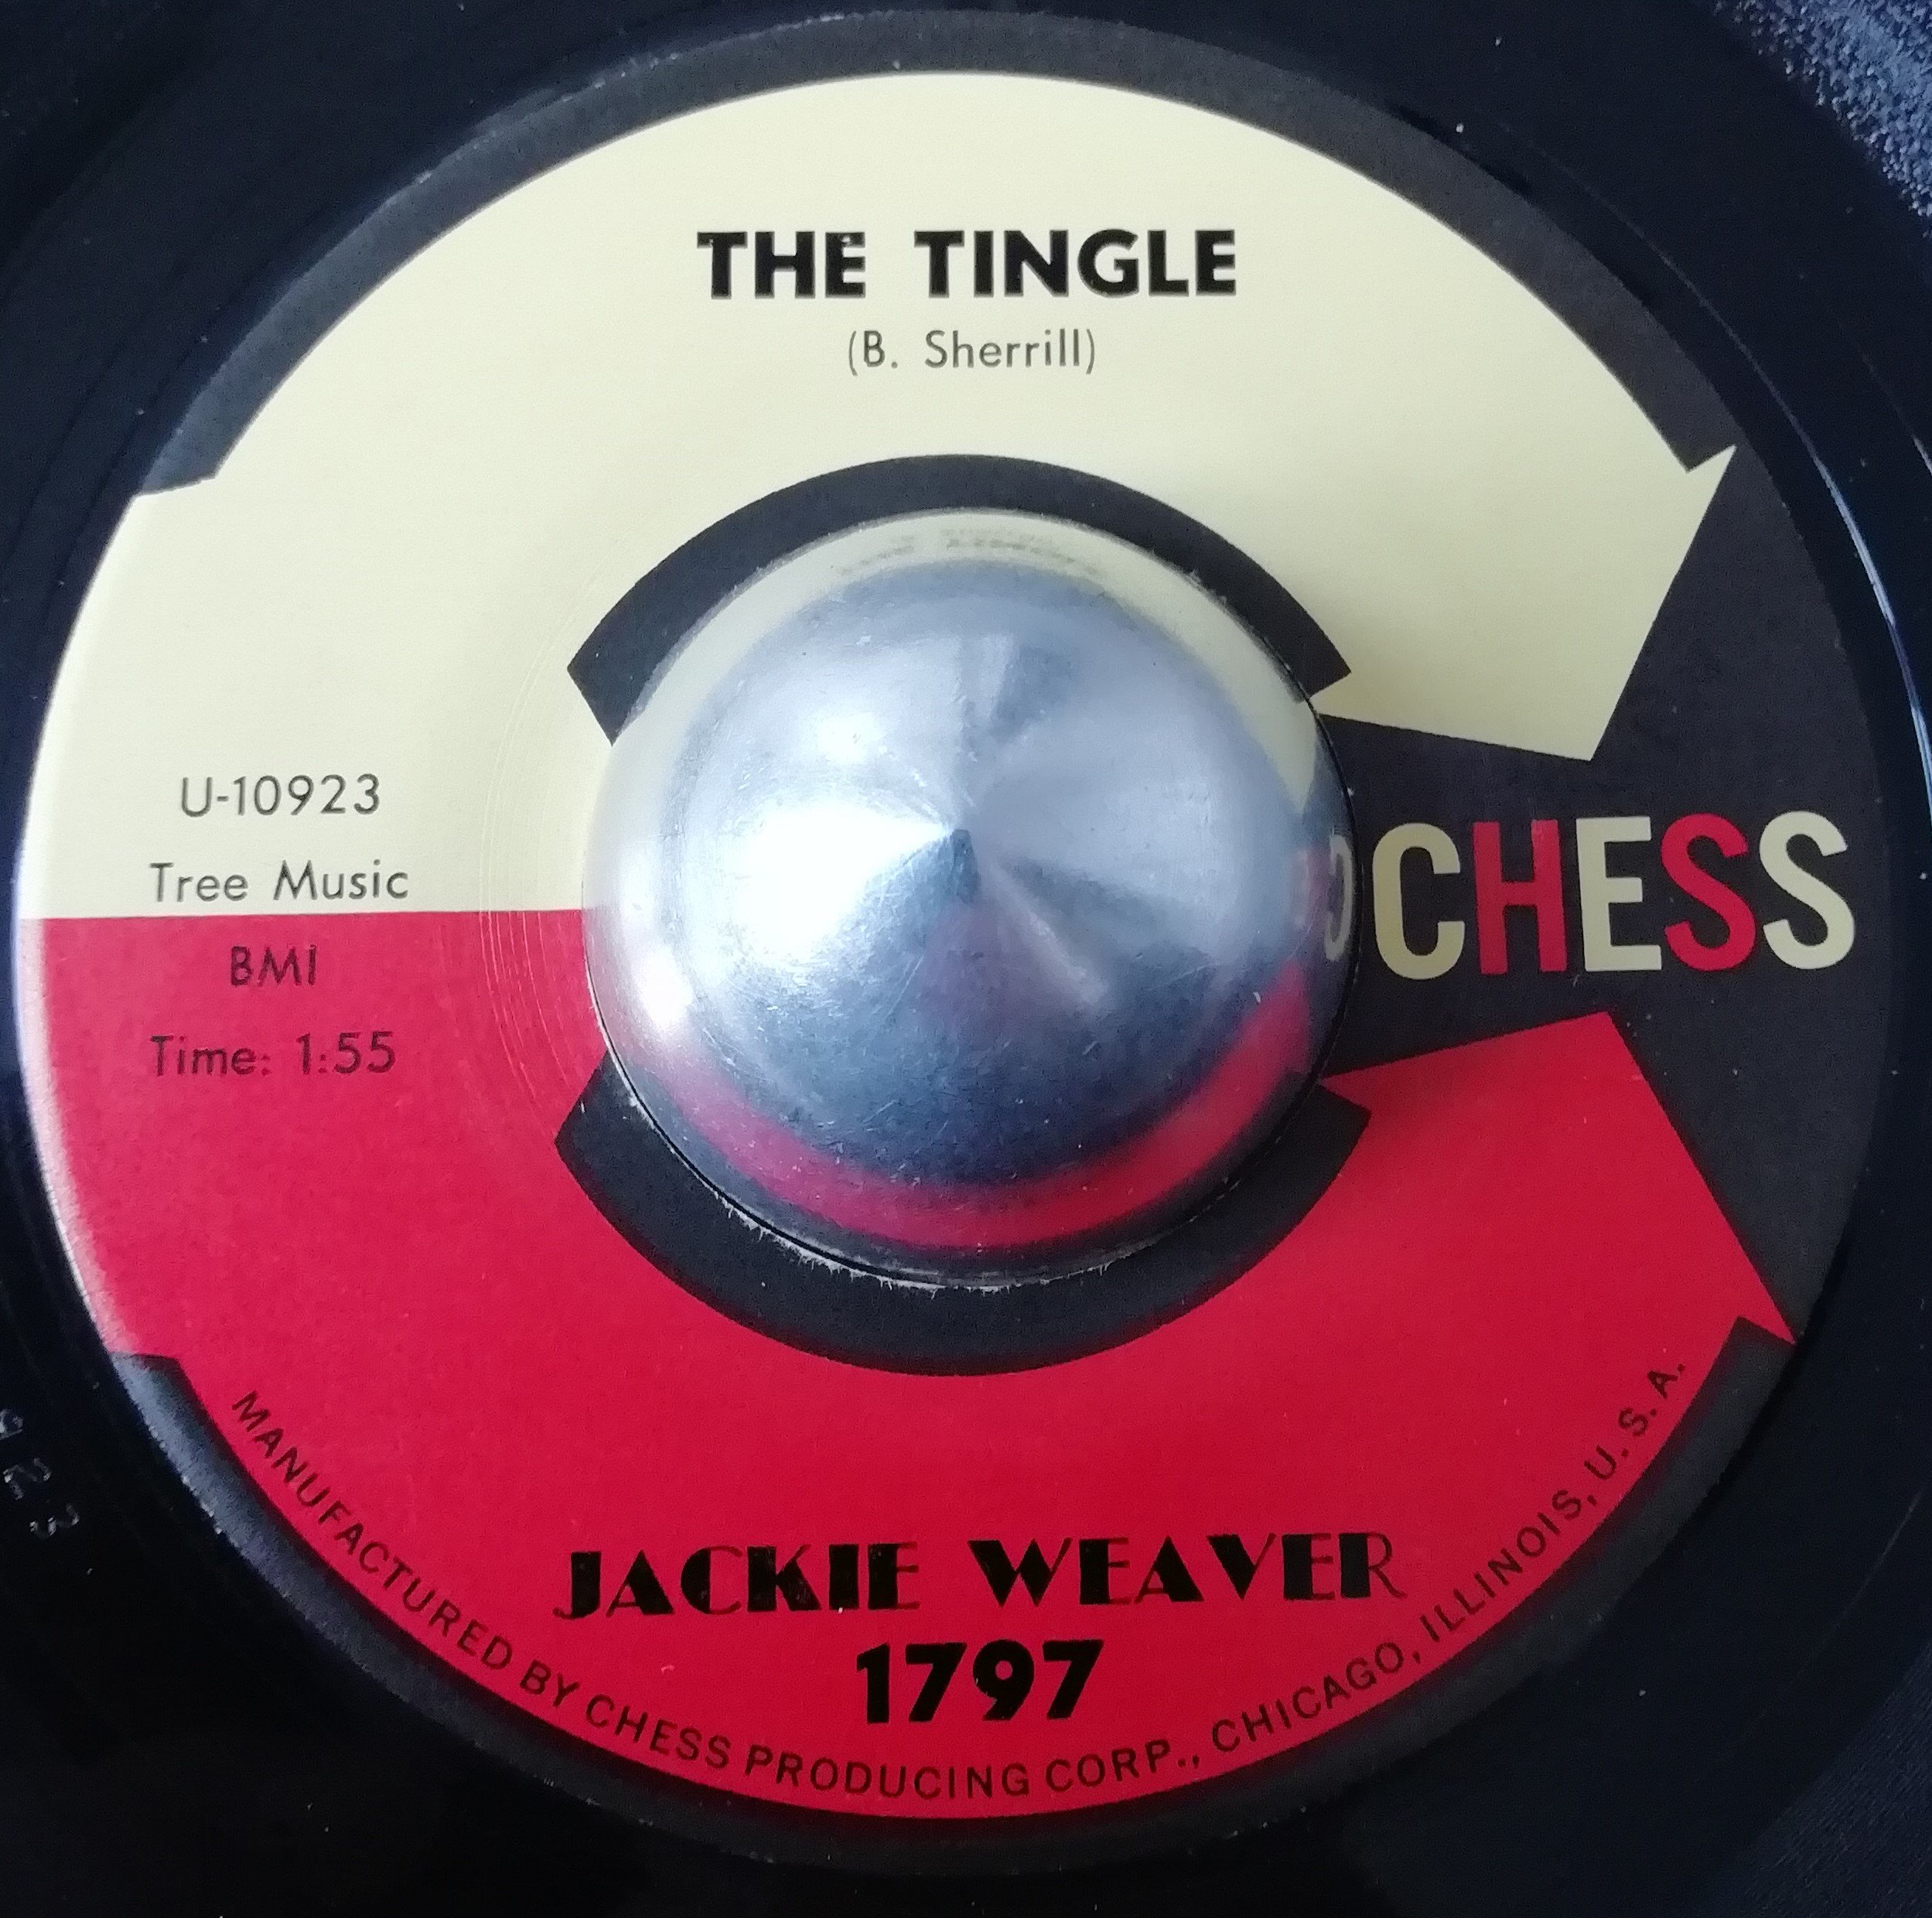 THE TINGLE
(B. Sherrill)
U-10923
Tree Music
BMI
Time: 1:55
CHESS
JACKIE WEAVER
1797
MANUFACTURED BY CHESS PRODUCING CORP., CHICAGO, ILLINOIS, U.S.A.